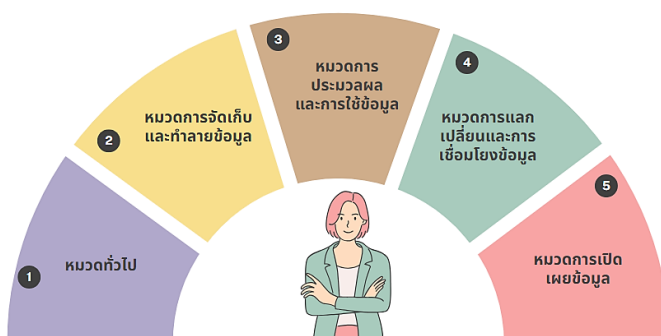 1
หมวดทั่วไป
2
หมวดการจัดเก็บ
และทำลายข้อมูล
3
หมวดการ
ประมวลผล
และการใช้ข้อมูล
4
หมวดการแลก
เปลี่ยนและการ
เชื่อมโยงข้อมูล
5
หมวดการเปิด
เผยข้อมูล